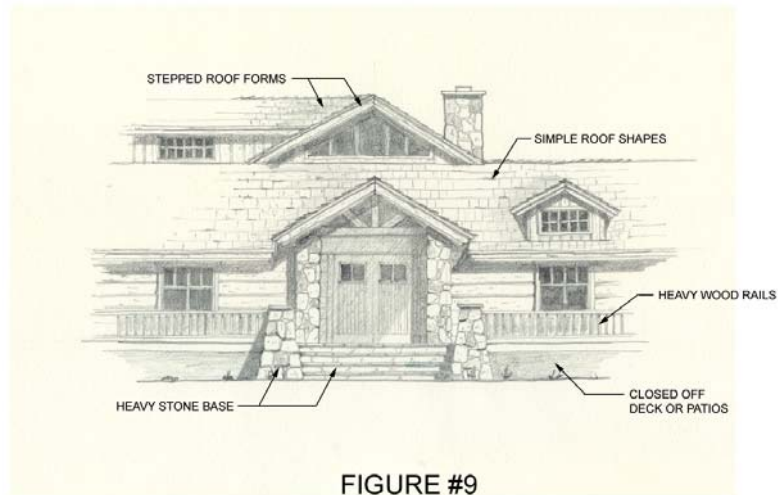 STEPPED ROOF FORMS
SIMPLE ROOF SHAPES
HEAVY WOOD RAILS
CLOSED OFF
DECK OR PATIOS
HEAVY STONE BASE
FIGURE #9